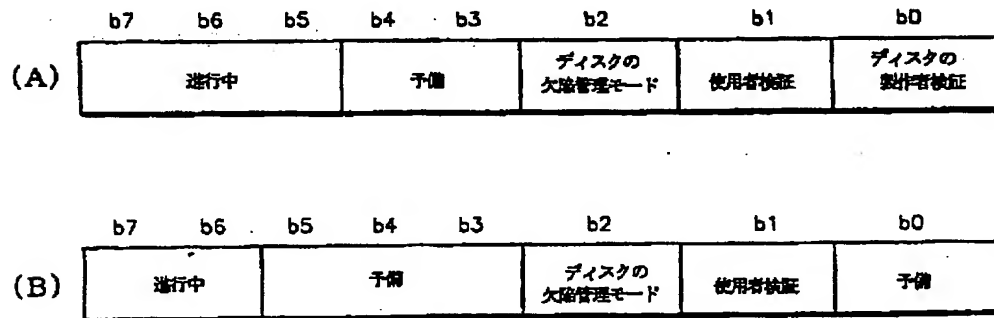 b7 b6 b5 b4 b3 b2 b1 b0
(A) 進行中 予備 ディスクの 欠陥管理モード 使用者検証 ディスクの 製作者検証
b7 b6 b5 b4 b3 b2 b1 b0
(B) 進行中 予備 ディスクの 欠陥管理モード 使用者検証 予備